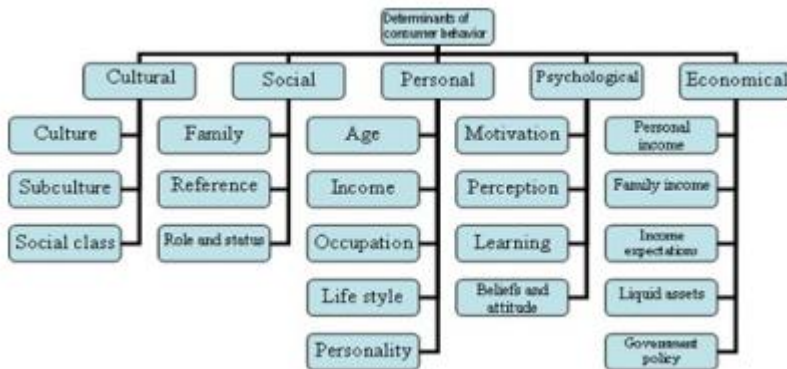 Determinants of
consumer behavior
Cultural
Social
Personal
Psychological
Economical
Culture
Subculture
Social class
Family
Reference
Role and status
Age
Income
Occupation
Life style
Personality
Motivation
Perception
Learning
Beliefs and
attitude
Personal
income
Family income
Income
expectations
Liquid assets
Government
policy